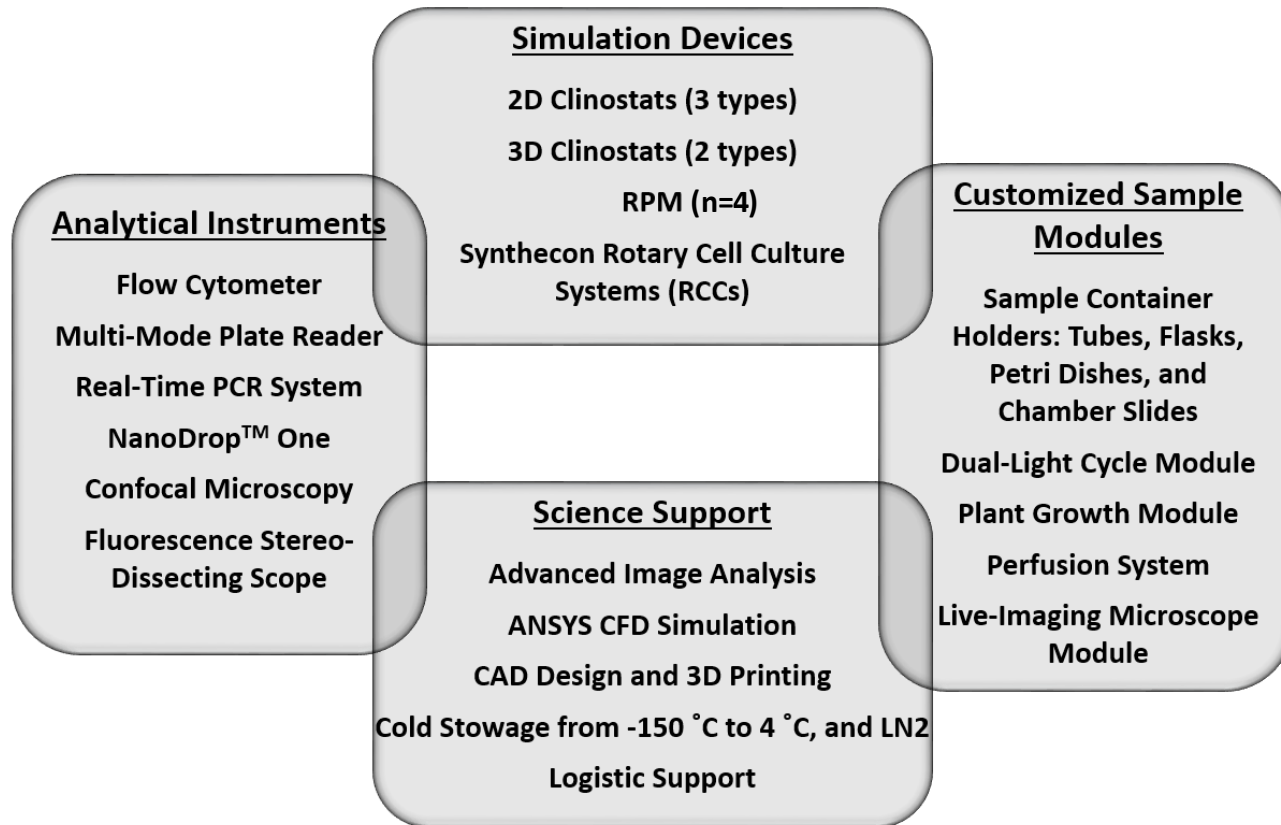 Simulation Devices
2D Clinostats (3 types)
3D Clinostats (2 types)
RPM (n=4)
Synthecon Rotary Cell Culture
Systems (RCCs)
Analytical Instruments
Flow Cytometer
Multi-Mode Plate Reader
Real-Time PCR System
NanoDrop™ One
Confocal Microscopy
Fluorescence Stereo-
Dissecting Scope
Customized Sample
Modules
Sample Container
Holders: Tubes, Flasks,
Petri Dishes, and
Chamber Slides
Dual-Light Cycle Module
Plant Growth Module
Perfusion System
Live-Imaging Microscope
Module
Science Support
Advanced Image Analysis
ANSYS CFD Simulation
CAD Design and 3D Printing
Cold Stowage from -150 ˚C to 4 ˚C, and LN2
Logistic Support